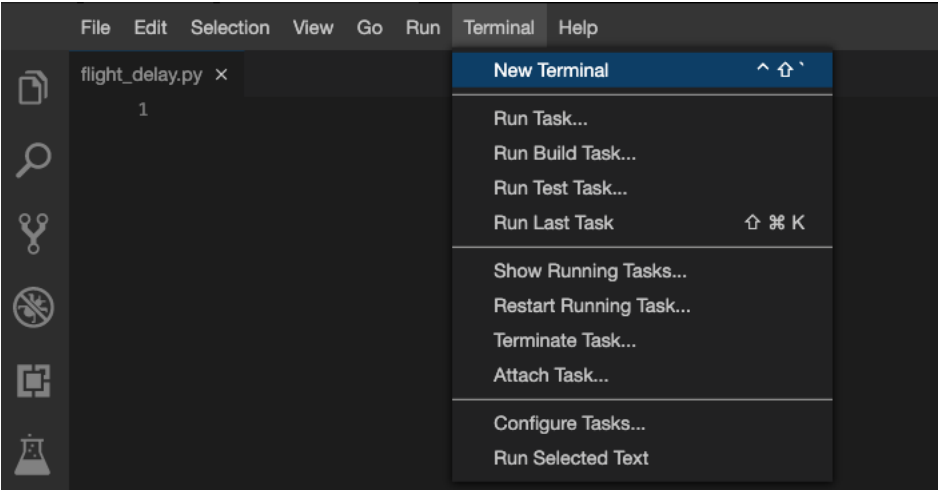 File Edit Selection View Go Run Terminal Help
flight_delay.py ×
1
New Terminal ^⇧`
Run Task...
Run Build Task...
Run Test Task...
Run Last Task ⇧⌘K
Show Running Tasks...
Restart Running Task...
Terminate Task...
Attach Task...
Configure Tasks...
Run Selected Text